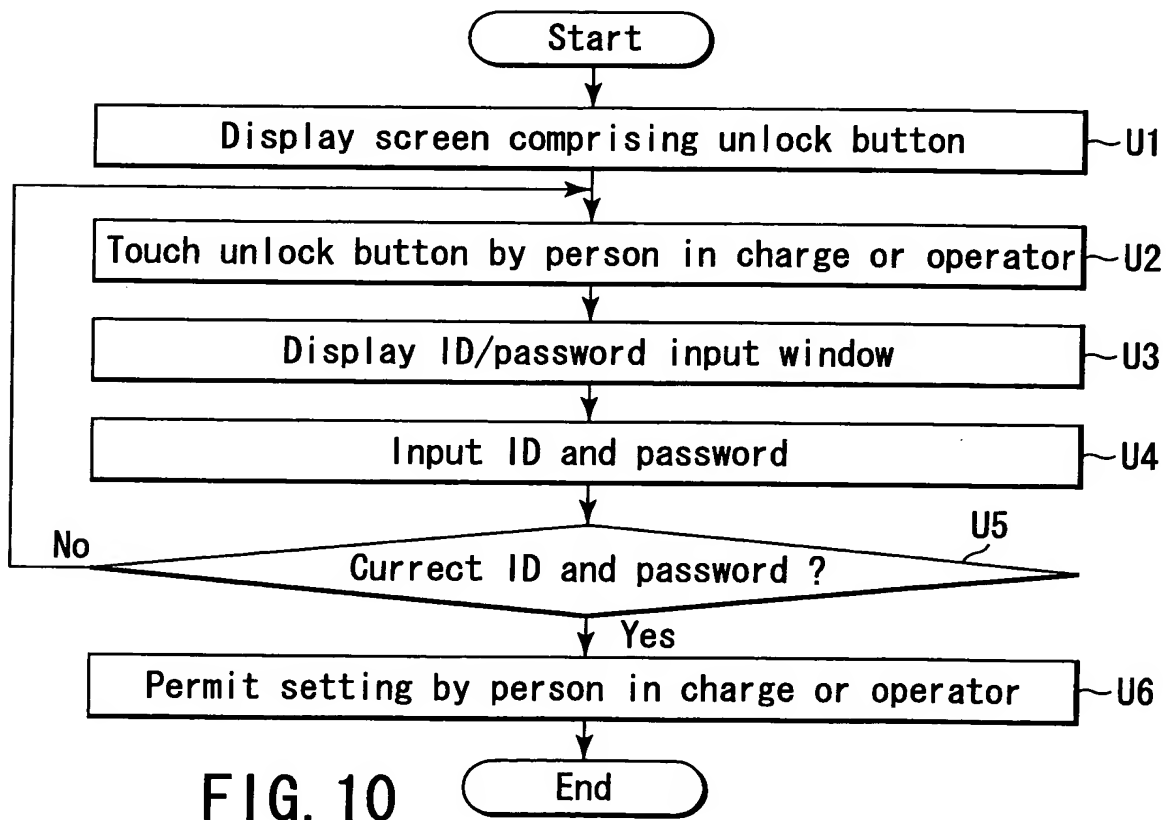 Start
Display screen comprising unlock button
U1
Touch unlock button by person in charge or operator
U2
Display ID/password input window
U3
Input ID and password
U4
No
U5
Currect ID and password ?
Yes
Permit setting by person in charge or operator
U6
End
FIG. 10